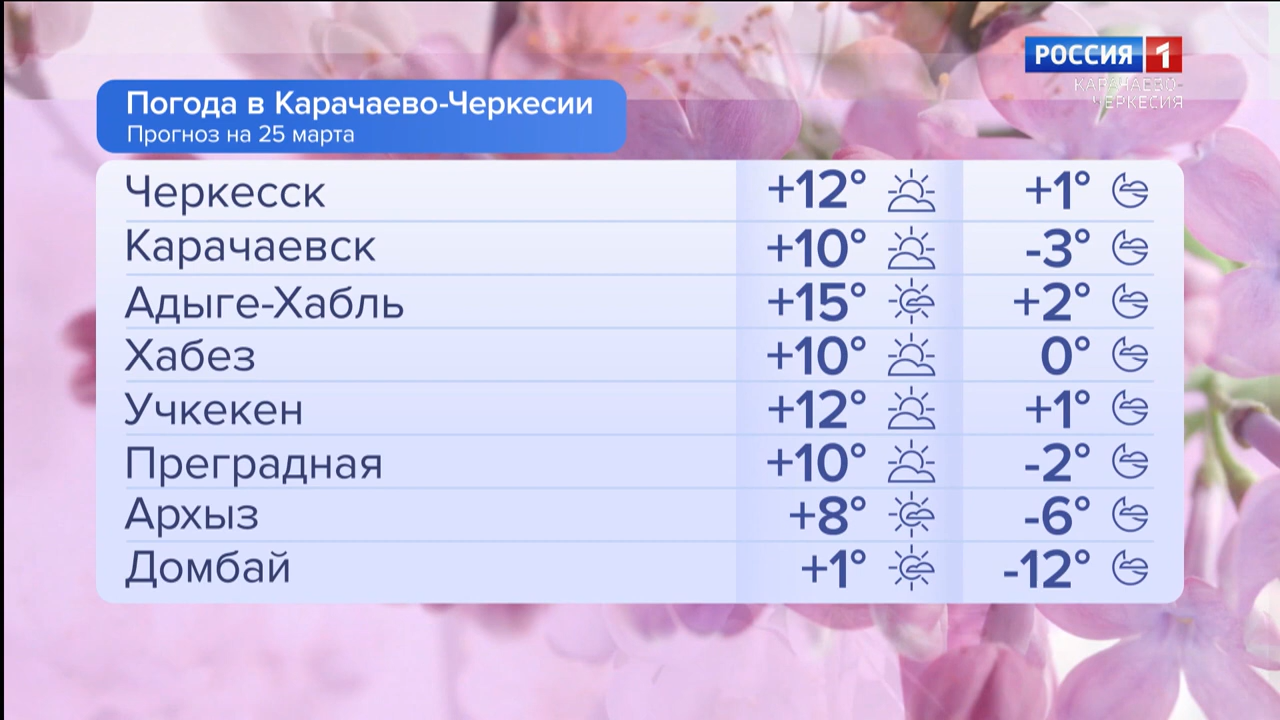 РОССИЯ 1
КАРАЧАЕВО-
ЧЕРКЕСИЯ
Погода в Карачаево-Черкесии
Прогноз на 25 марта
Черкесск +12° +1°
Карачаевск +10° -3°
Адыге-Хабль +15° +2°
Хабез +10° 0°
Учкекен +12° +1°
Преградная +10° -2°
Архыз +8° -6°
Домбай +1° -12°